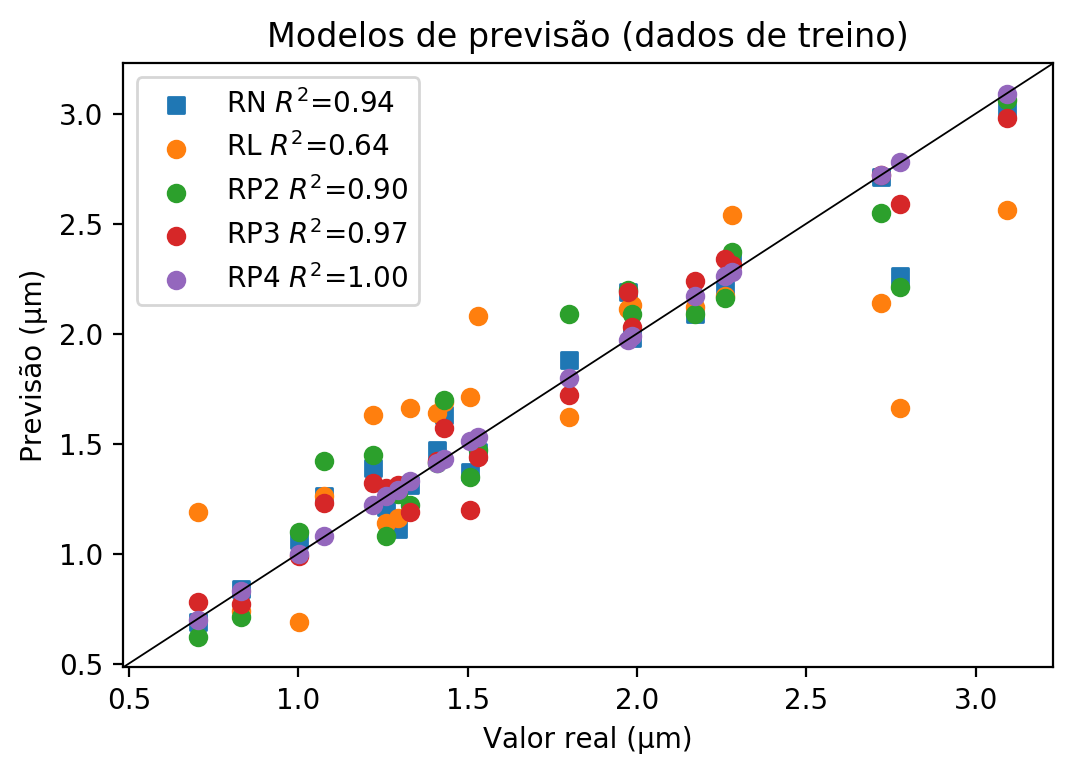 Modelos de previsão (dados de treino)
RN R²=0.94
RL R²=0.64
RP2 R²=0.90
RP3 R²=0.97
RP4 R²=1.00
Previsão (μm)
3.0
2.5
2.0
1.5
1.0
0.5
0.5 1.0 1.5 2.0 2.5 3.0
Valor real (μm)